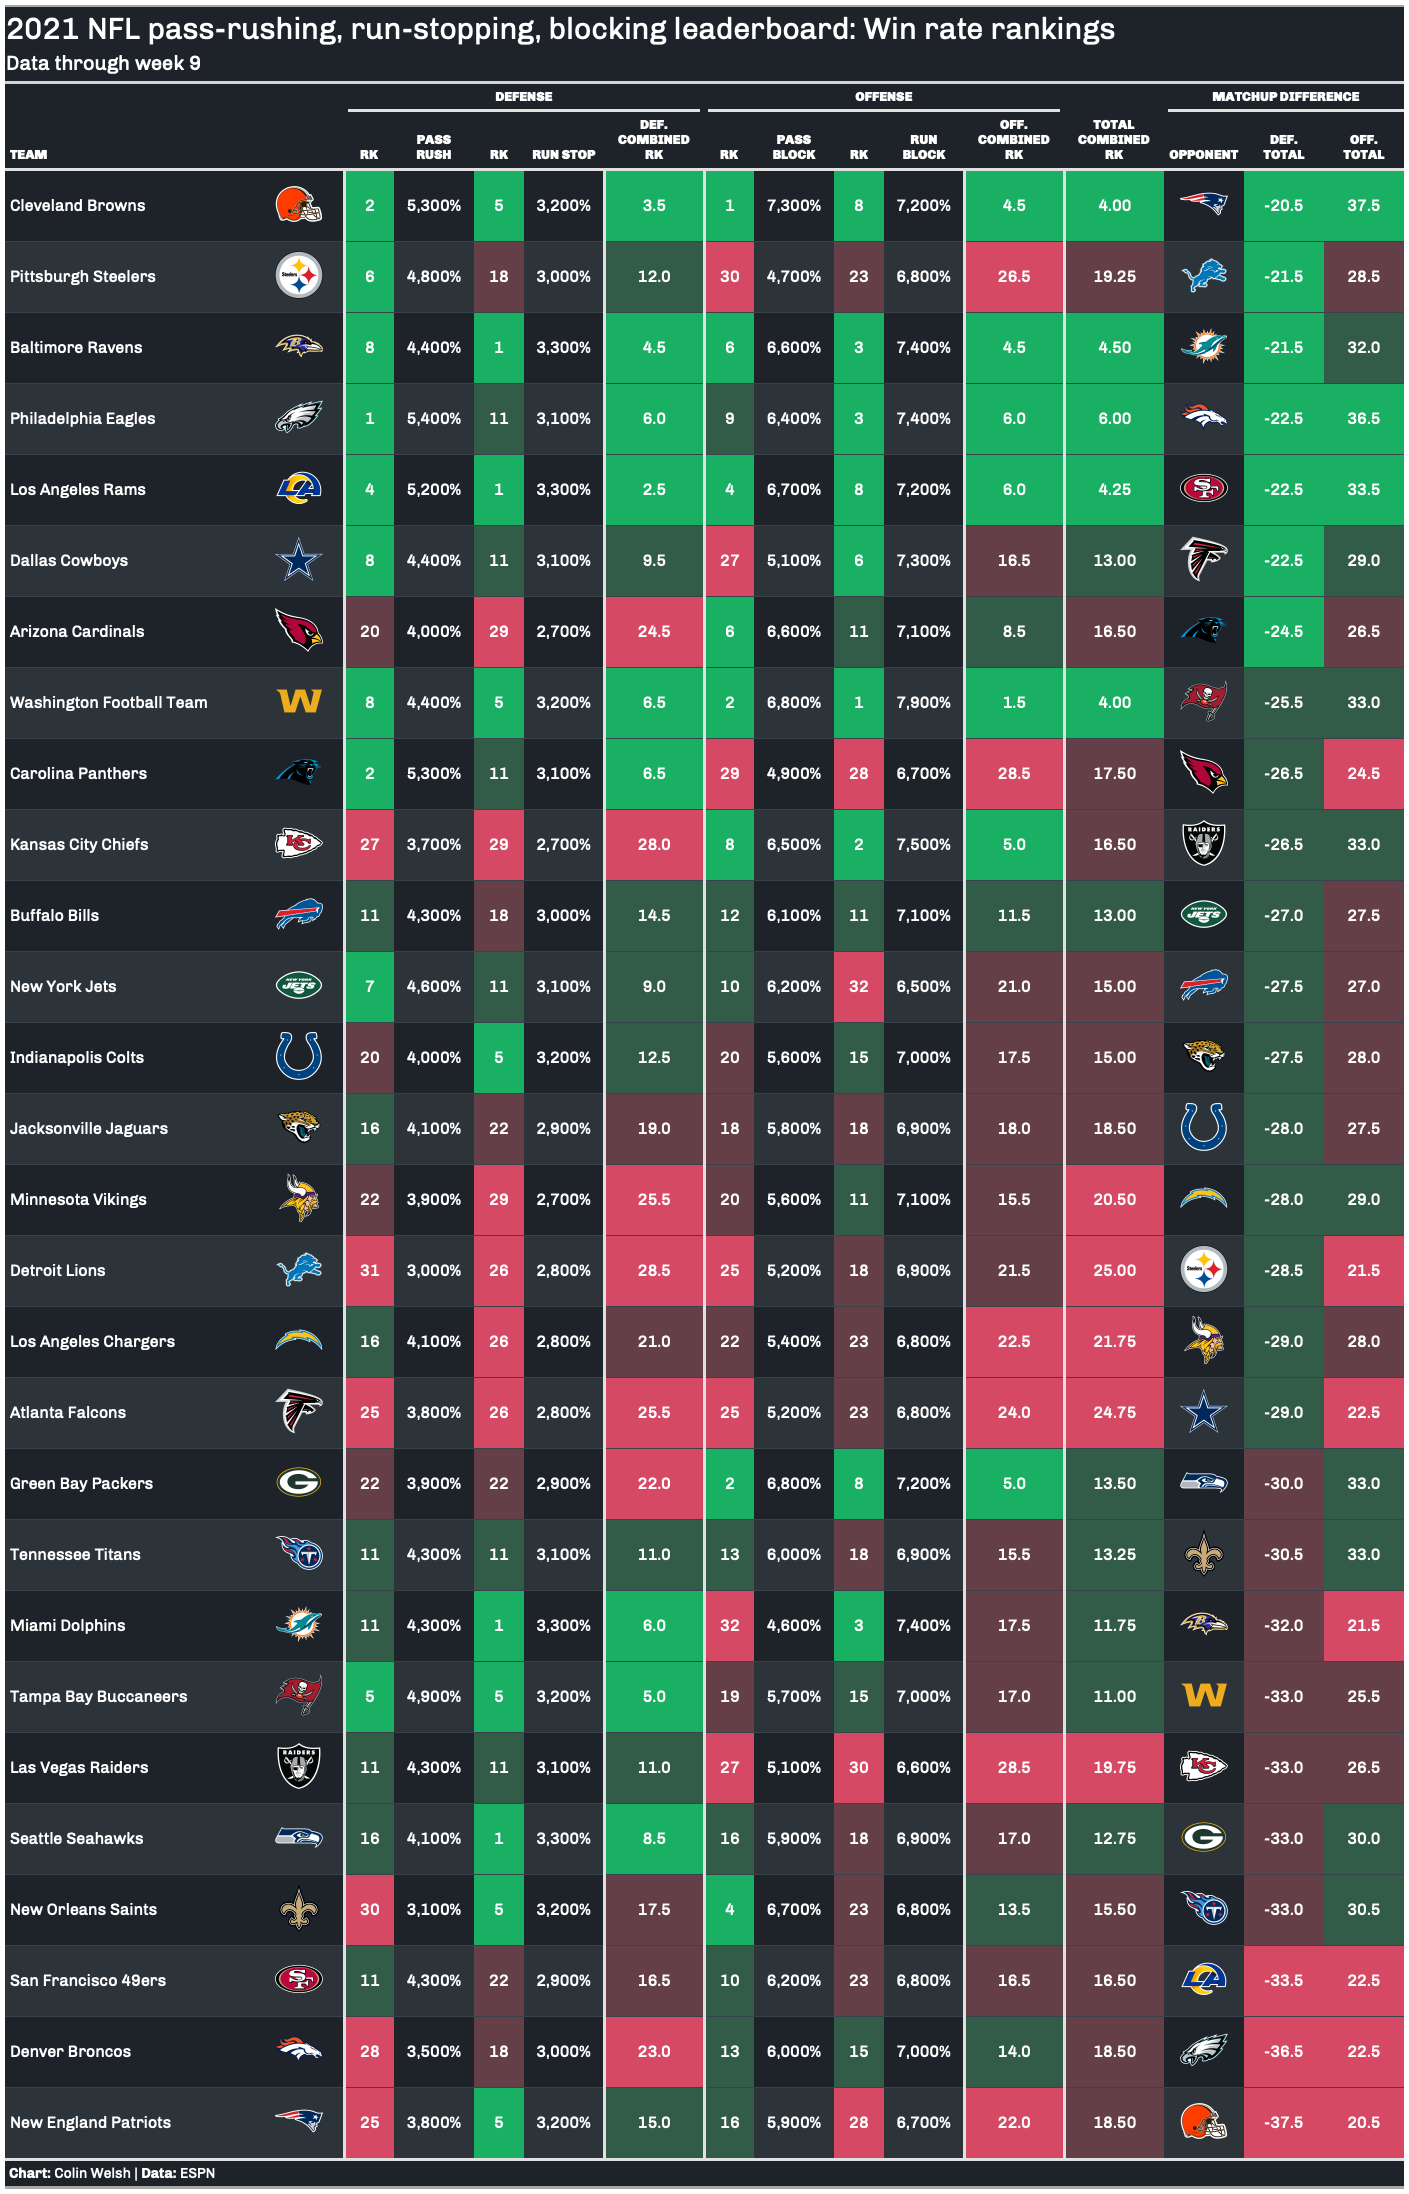 2021 NFL pass-rushing, run-stopping, blocking leaderboard: Win rate rankings
Data through week 9
DEFENSE OFFENSE MATCHUP DIFFERENCE
TEAM RK PASS RUSH RK RUN STOP DEF. COMBINED RK RK PASS BLOCK RK RUN BLOCK OFF. COMBINED RK TOTAL COMBINED RK OPPONENT DEF. TOTAL OFF. TOTAL
Cleveland Browns 2 5,300% 5 3,200% 3.5 1 7,300% 8 7,200% 4.5 4.00 -20.5 37.5
Pittsburgh Steelers Steelers 6 4,800% 18 3,000% 12.0 30 4,700% 23 6,800% 26.5 19.25 -21.5 28.5
Baltimore Ravens 8 4,400% 1 3,300% 4.5 6 6,600% 3 7,400% 4.5 4.50 -21.5 32.0
Philadelphia Eagles 1 5,400% 11 3,100% 6.0 9 6,400% 3 7,400% 6.0 6.00 -22.5 36.5
Los Angeles Rams LA 4 5,200% 1 3,300% 2.5 4 6,700% 8 7,200% 6.0 4.25 SF -22.5 33.5
Dallas Cowboys 8 4,400% 11 3,100% 9.5 27 5,100% 6 7,300% 16.5 13.00 -22.5 29.0
Arizona Cardinals 20 4,000% 29 2,700% 24.5 6 6,600% 11 7,100% 8.5 16.50 -24.5 26.5
Washington Football Team W 8 4,400% 5 3,200% 6.5 2 6,800% 1 7,900% 1.5 4.00 -25.5 33.0
Carolina Panthers 2 5,300% 11 3,100% 6.5 29 4,900% 28 6,700% 28.5 17.50 -26.5 24.5
Kansas City Chiefs KC 27 3,700% 29 2,700% 28.0 8 6,500% 2 7,500% 5.0 16.50 RAIDERS -26.5 33.0
Buffalo Bills 11 4,300% 18 3,000% 14.5 12 6,100% 11 7,100% 11.5 13.00 NEW YORK JETS -27.0 27.5
New York Jets NEW YORK JETS 7 4,600% 11 3,100% 9.0 10 6,200% 32 6,500% 21.0 15.00 -27.5 27.0
Indianapolis Colts 20 4,000% 5 3,200% 12.5 20 5,600% 15 7,000% 17.5 15.00 -27.5 28.0
Jacksonville Jaguars 16 4,100% 22 2,900% 19.0 18 5,800% 18 6,900% 18.0 18.50 -28.0 27.5
Minnesota Vikings 22 3,900% 29 2,700% 25.5 20 5,600% 11 7,100% 15.5 20.50 -28.0 29.0
Detroit Lions 31 3,000% 26 2,800% 28.5 25 5,200% 18 6,900% 21.5 25.00 Steelers -28.5 21.5
Los Angeles Chargers 16 4,100% 26 2,800% 21.0 22 5,400% 23 6,800% 22.5 21.75 -29.0 28.0
Atlanta Falcons 25 3,800% 26 2,800% 25.5 25 5,200% 23 6,800% 24.0 24.75 -29.0 22.5
Green Bay Packers G 22 3,900% 22 2,900% 22.0 2 6,800% 8 7,200% 5.0 13.50 -30.0 33.0
Tennessee Titans T 11 4,300% 11 3,100% 11.0 13 6,000% 18 6,900% 15.5 13.25 -30.5 33.0
Miami Dolphins 11 4,300% 1 3,300% 6.0 32 4,600% 3 7,400% 17.5 11.75 -32.0 21.5
Tampa Bay Buccaneers 5 4,900% 5 3,200% 5.0 19 5,700% 15 7,000% 17.0 11.00 W -33.0 25.5
Las Vegas Raiders RAIDERS 11 4,300% 11 3,100% 11.0 27 5,100% 30 6,600% 28.5 19.75 KC -33.0 26.5
Seattle Seahawks 16 4,100% 1 3,300% 8.5 16 5,900% 18 6,900% 17.0 12.75 G -33.0 30.0
New Orleans Saints 30 3,100% 5 3,200% 17.5 4 6,700% 23 6,800% 13.5 15.50 T -33.0 30.5
San Francisco 49ers SF 11 4,300% 22 2,900% 16.5 10 6,200% 23 6,800% 16.5 16.50 LA -33.5 22.5
Denver Broncos 28 3,500% 18 3,000% 23.0 13 6,000% 15 7,000% 14.0 18.50 -36.5 22.5
New England Patriots 25 3,800% 5 3,200% 15.0 16 5,900% 28 6,700% 22.0 18.50 -37.5 20.5
Chart: Colin Welsh | Data: ESPN